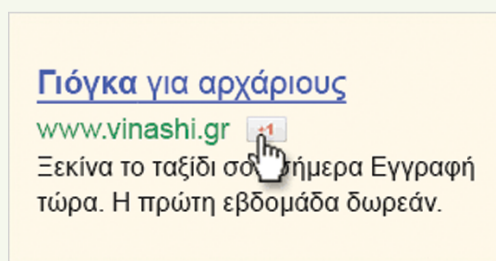 Γιόγκα για αρχάριους
www.vinashi.gr +1
Ξεκίνα το ταξίδι Εγγραφή
τώρα. Η πρώτη εβδομάδα δωρεάν.